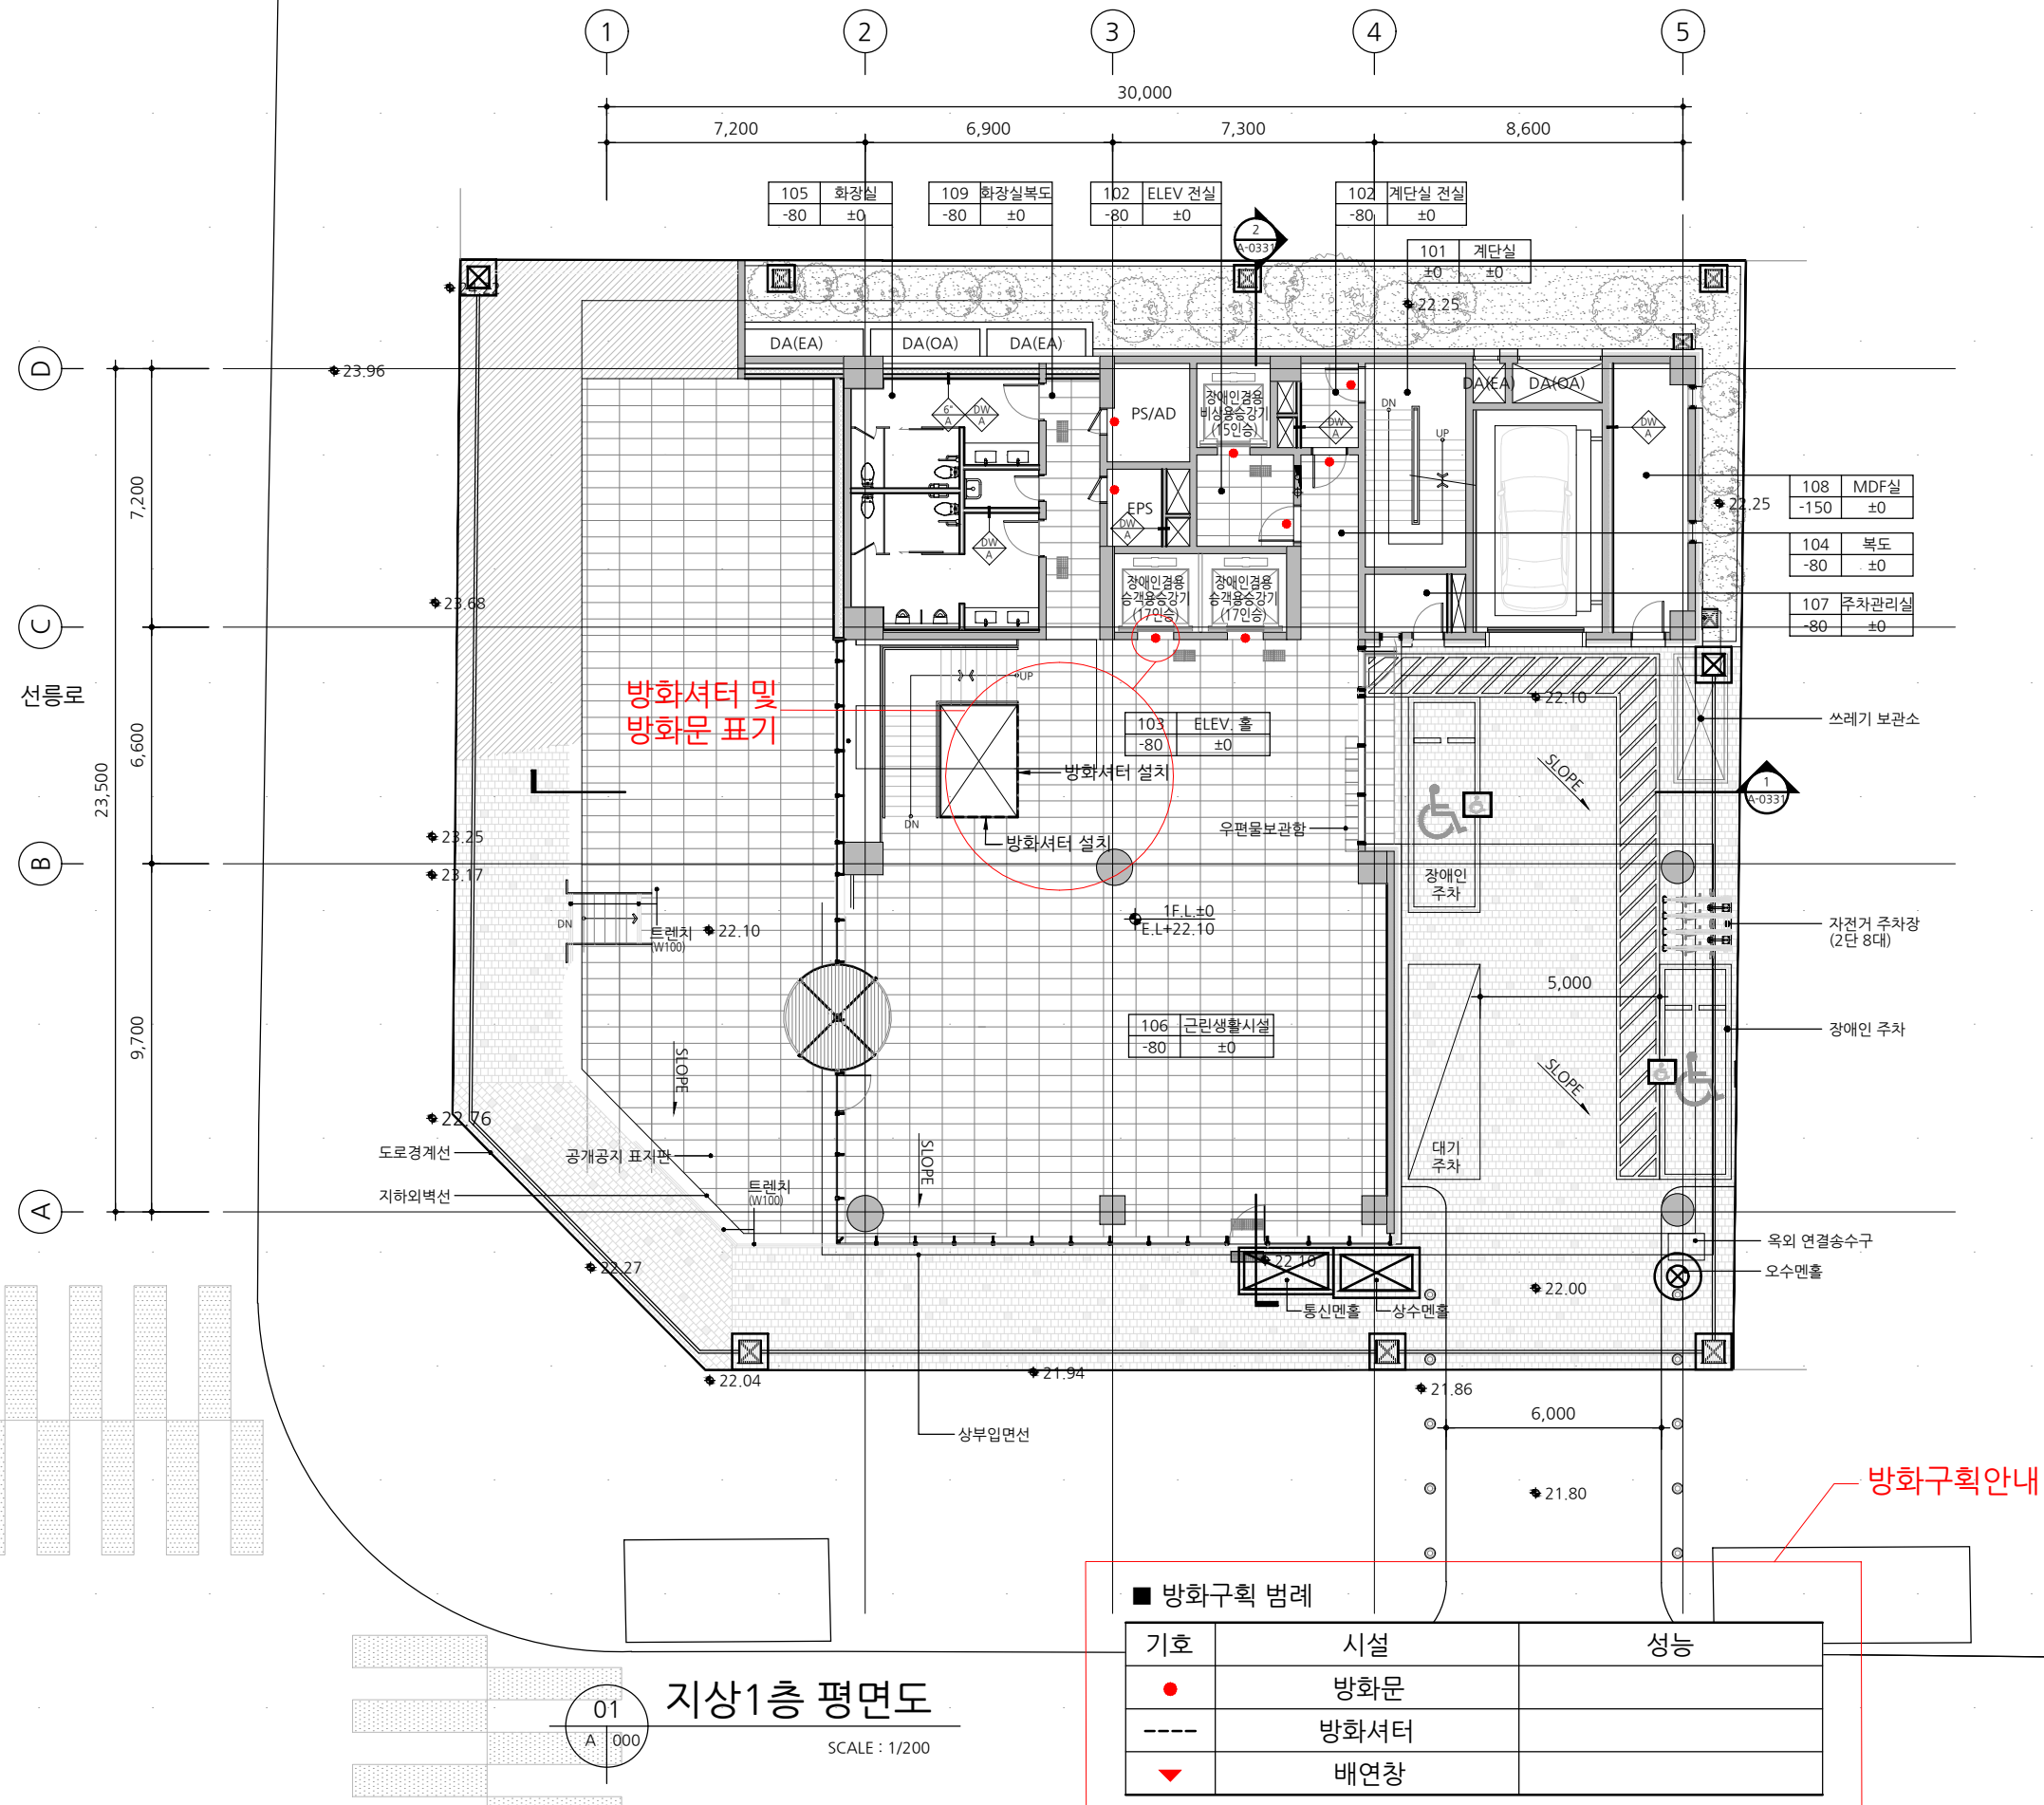 1 2 3 4 5
30,000
7,200 6,900 7,300 8,600
105 화장실
-80 ±0
109 화장실복도
-80 ±0
102 ELEV 전실
-80 ±0
102 계단실 전실
-80 ±0
2
A-0331
101 계단실
±0 ±0
24.22
22.25
DA(EA) DA(OA) DA(EA)
D
23.96
DA(EA) DA(OA)
PS/AD
장애인겸용
비상용승강기
(15인승)
DN
UP
6"
A
DW
A
DW
A
DW
A
7,200
108 MDF실
-150 ±0
22.25
EPS
DW
A
DW
A
104 복도
-80 ±0
장애인겸용
승객용승강기
(17인승)
장애인겸용
승객용승강기
(17인승)
107 주차관리실
-80 ±0
23.68
C
선릉로
UP
방화셔터 및
방화문 표기
22.10
103 ELEV. 홀
-80 ±0
쓰레기 보관소
6,600
23,500
방화셔터 설치
SLOPE
1
A-0331
DN
우편물보관함
방화셔터 설치
23.25
B
23.17
장애인
주차
1F.L.±0
E.L+22.10
DN
트렌치
(W100)
22.10
자전거 주차장
(2단 8대)
5,000
106 근린생활시설
-80 ±0
장애인 주차
9,700
SLOPE
SLOPE
22.76
도로경계선
공개공지 표지판
SLOPE
대기
주차
지하외벽선
트렌치
(W100)
A
옥외 연결송수구
22.27
22.10
오수멘홀
22.00
통신멘홀
상수멘홀
22.04
21.94
21.86
6,000
상부입면선
방화구획안내
21.80
■ 방화구획 범례
기호 시설 성능
방화문
방화셔터
배연창
01
A 000
지상1층 평면도
SCALE : 1/200